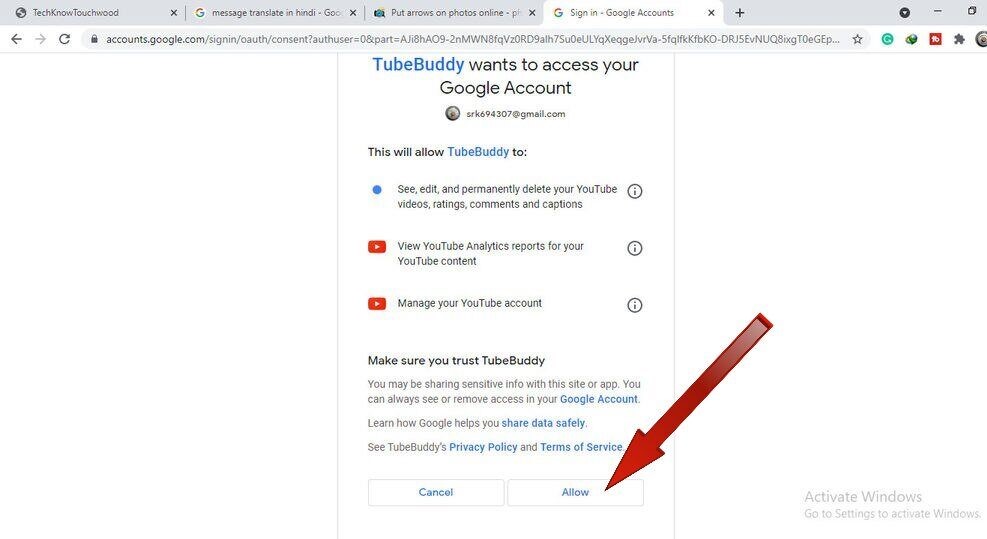 TechKnowTouchwood
message translate in hindi - Goo
Put arrows on photos online - ph
Sign in - Google Accounts
accounts.google.com/signin/oauth/consent?authuser=0&part=AJi8hAO9-2nMWN8fqVz0RD9alh7Su0eULYqXeqgeJvrVa-5fqIfkKfbKO-DRJ5EvNUQ8ixgT0eGEp...
TubeBuddy wants to access your
Google Account
srk694307@gmail.com
This will allow TubeBuddy to:
See, edit, and permanently delete your YouTube
videos, ratings, comments and captions
View YouTube Analytics reports for your
YouTube content
Manage your YouTube account
Make sure you trust TubeBuddy
You may be sharing sensitive info with this site or app. You
can always see or remove access in your Google Account.
Learn how Google helps you share data safely.
See TubeBuddy's Privacy Policy and Terms of Service.
Cancel
Allow
Activate Windows
Go to Settings to activate Windows.